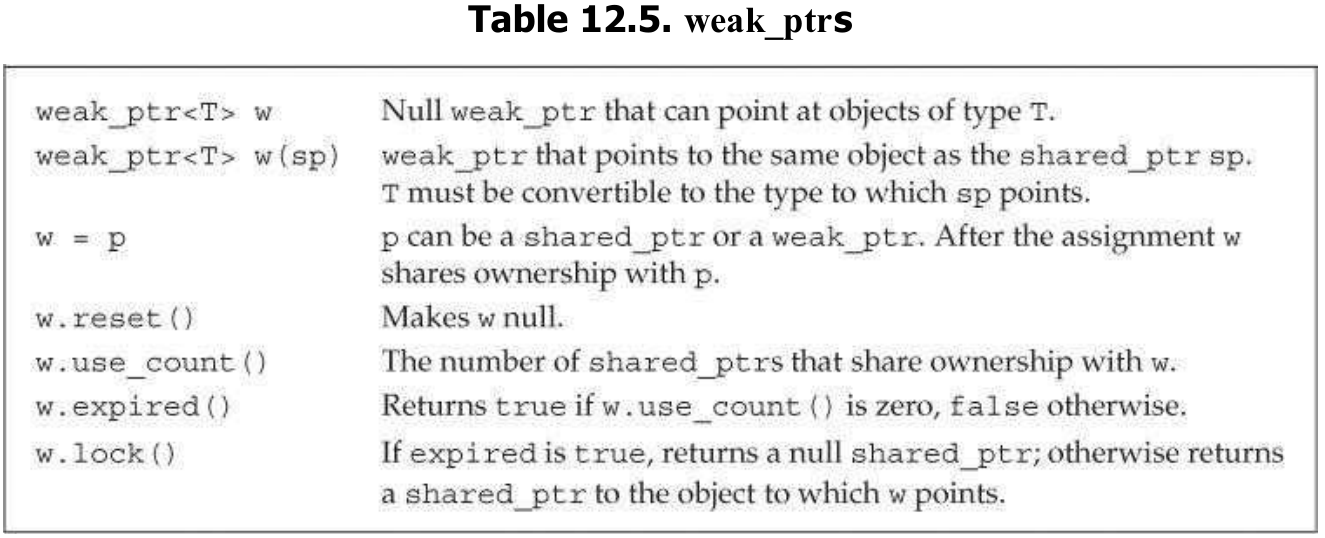 Table 12.5. weak_ptrs
weak_ptr<T> w Null weak_ptr that can point at objects of type T.
weak_ptr<T> w(sp) weak_ptr that points to the same object as the shared_ptr sp.
T must be convertible to the type to which sp points.
w = p p can be a shared_ptr or a weak_ptr. After the assignment w
shares ownership with p.
w.reset() Makes w null.
w.use_count() The number of shared_ptrs that share ownership with w.
w.expired() Returns true if w.use_count() is zero, false otherwise.
w.lock() If expired is true, returns a null shared_ptr; otherwise returns
a shared_ptr to the object to which w points.